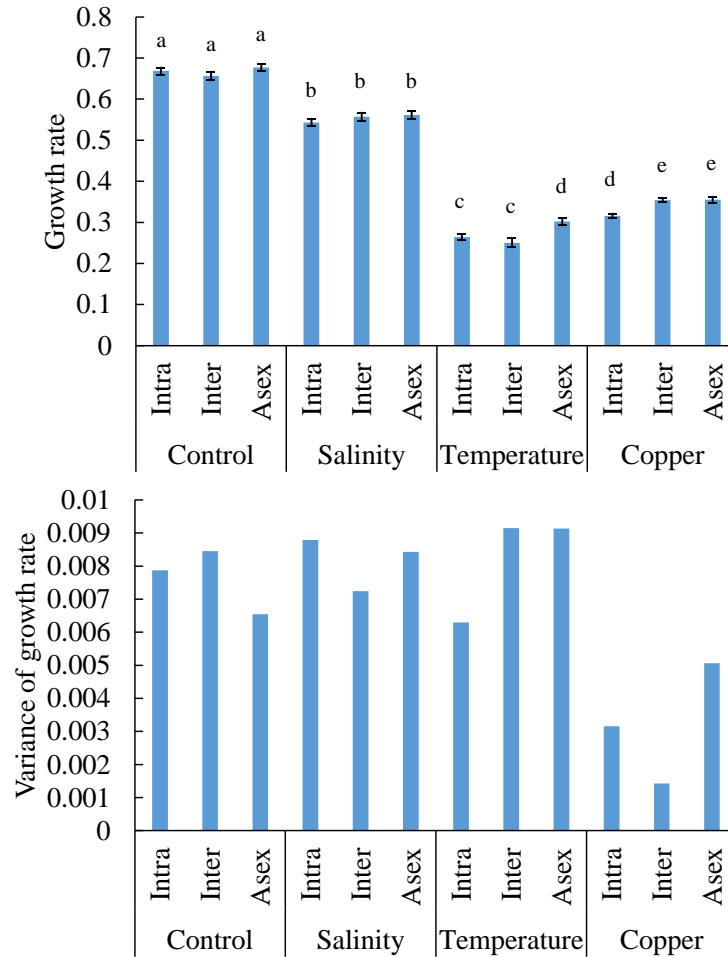 0.8
0.7
0.6
0.5
0.4
0.3
0.2
0.1
0
Growth rate
a a a b b b c c d d e e
Intra Inter Asex Intra Inter Asex Intra Inter Asex Intra Inter Asex
Control Salinity Temperature Copper
0.01
0.009
0.008
0.007
0.006
0.005
0.004
0.003
0.002
0.001
0
Variance of growth rate
Intra Inter Asex Intra Inter Asex Intra Inter Asex Intra Inter Asex
Control Salinity Temperature Copper